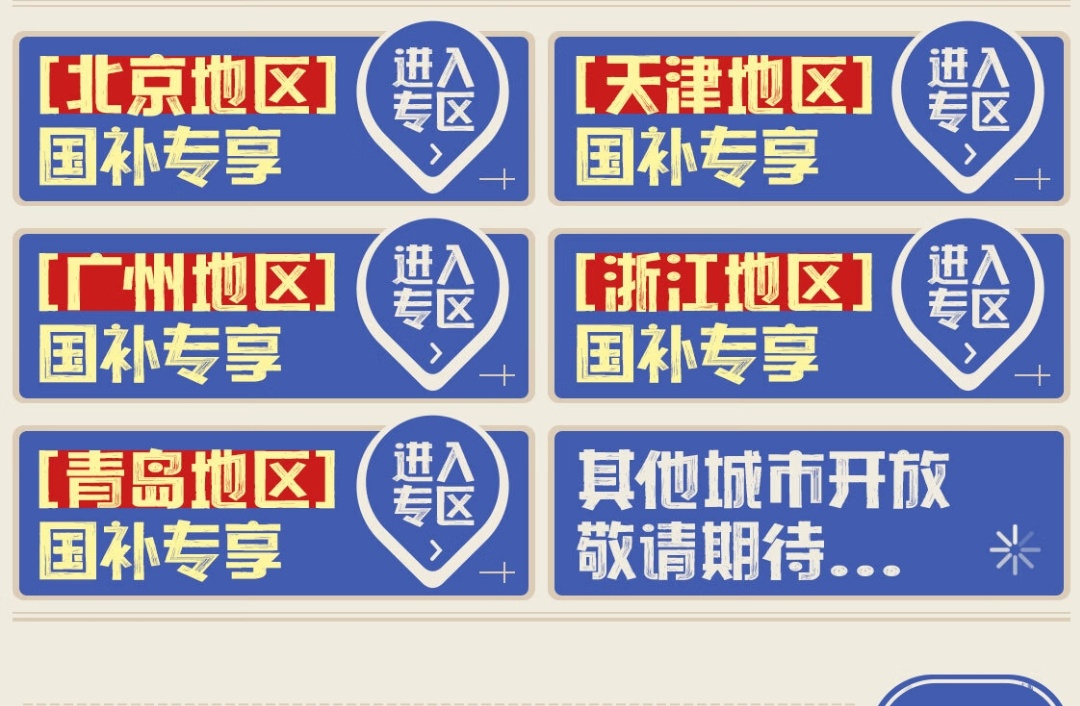 [北京地区]
国补专享
进入
专区
[天津地区]
国补专享
进入
专区
[广州地区]
国补专享
进入
专区
[浙江地区]
国补专享
进入
专区
[青岛地区]
国补专享
进入
专区
其他城市开放
敬请期待...